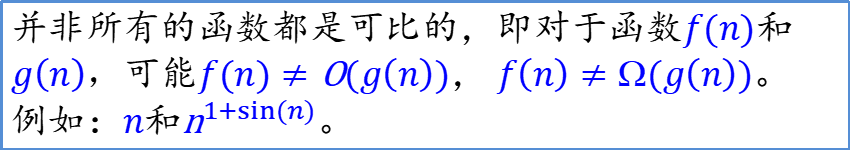 并非所有的函数都是可比的，即对于函数f(n)和
g(n)，可能f(n) ≠ O(g(n))， f(n) ≠ Ω(g(n))。
例如：n和n^{1+sin(n)}。